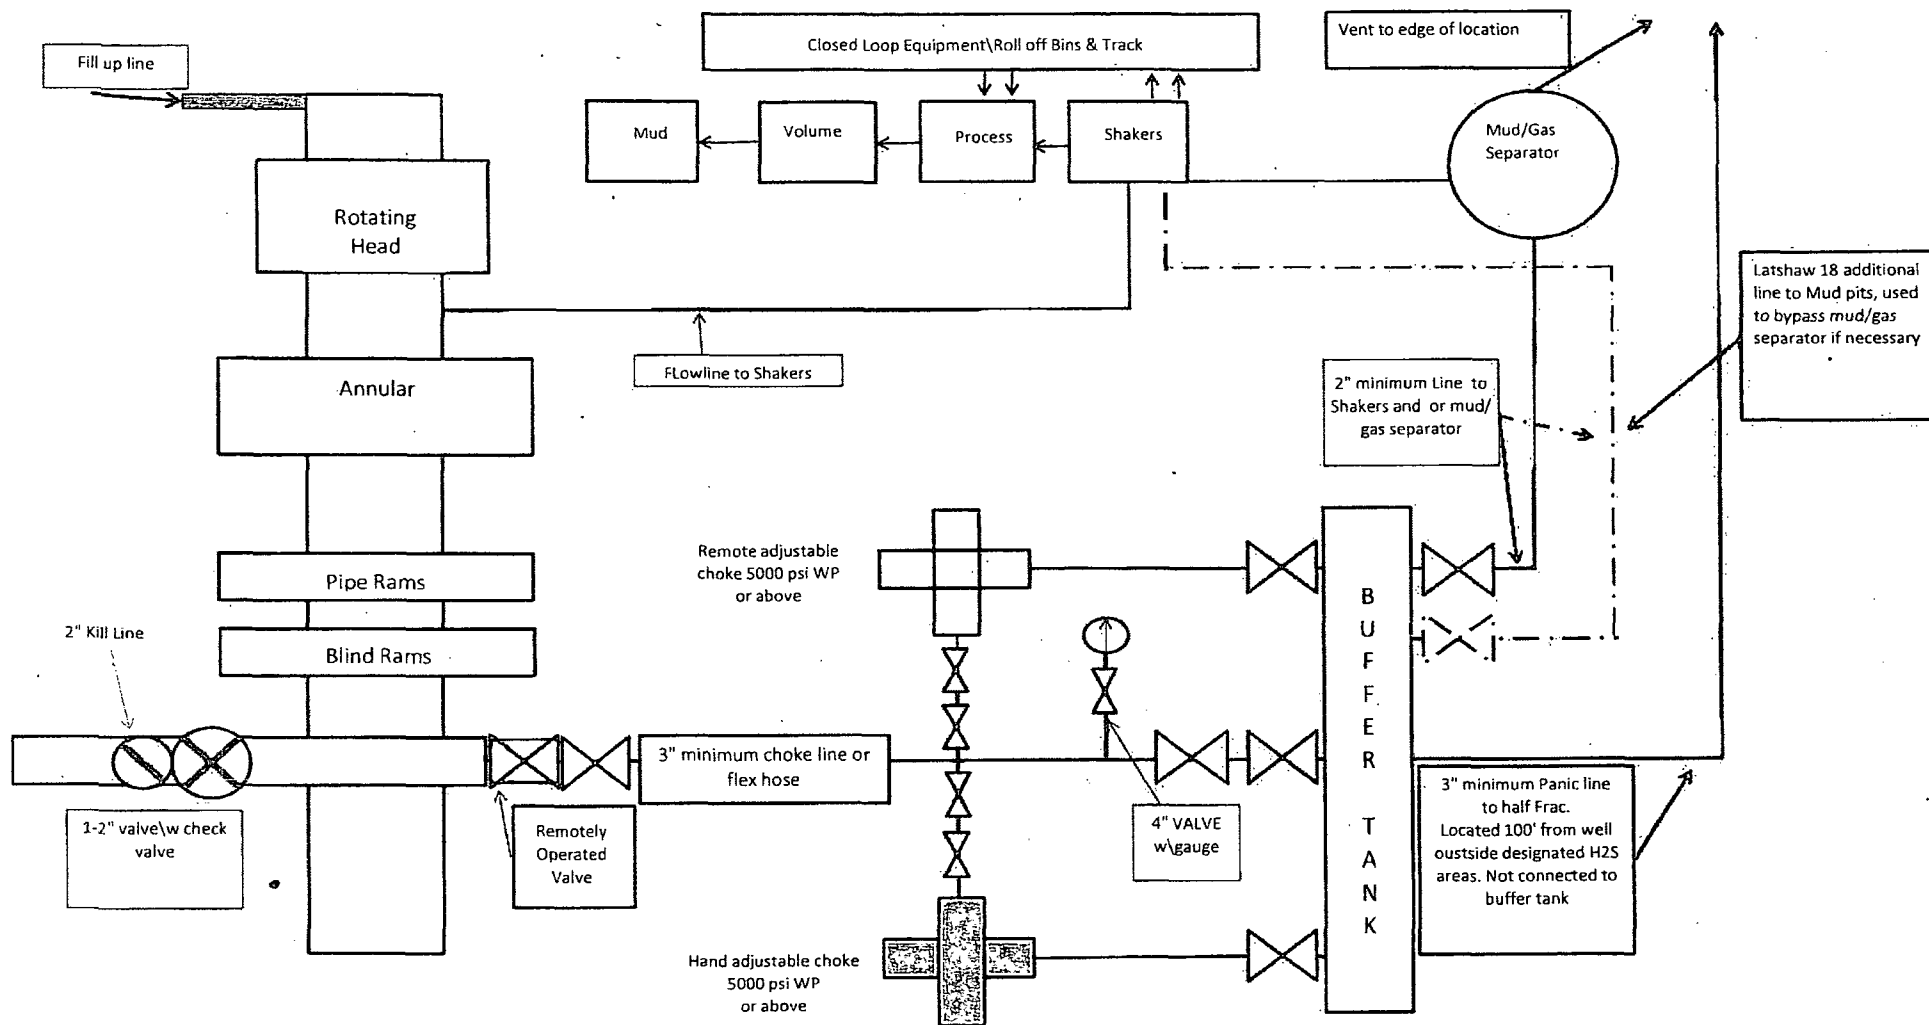 Fill up line
Closed Loop Equipment\Roll off Bins & Track
Vent to edge of location
Mud
Volume
Process
Shakers
Mud/Gas
Separator
Rotating
Head
Latshaw 18 additional
line to Mud pits, used
to bypass mud/gas
separator if necessary
FLowline to Shakers
Annular
2" minimum Line to
Shakers and or mud/
gas separator
Remote adjustable
choke 5000 psi WP
or above
Pipe Rams
2" Kill Line
Blind Rams
B
U
F
F
E
R
T
A
N
K
3" minimum choke line or
flex hose
1-2" valve\w check
valve
Remotely
Operated
Valve
4" VALVE
w\gauge
3" minimum Panic line
to half Frac.
Located 100' from well
oustside designated H2S
areas. Not connected to
buffer tank
Hand adjustable choke
5000 psi WP
or above